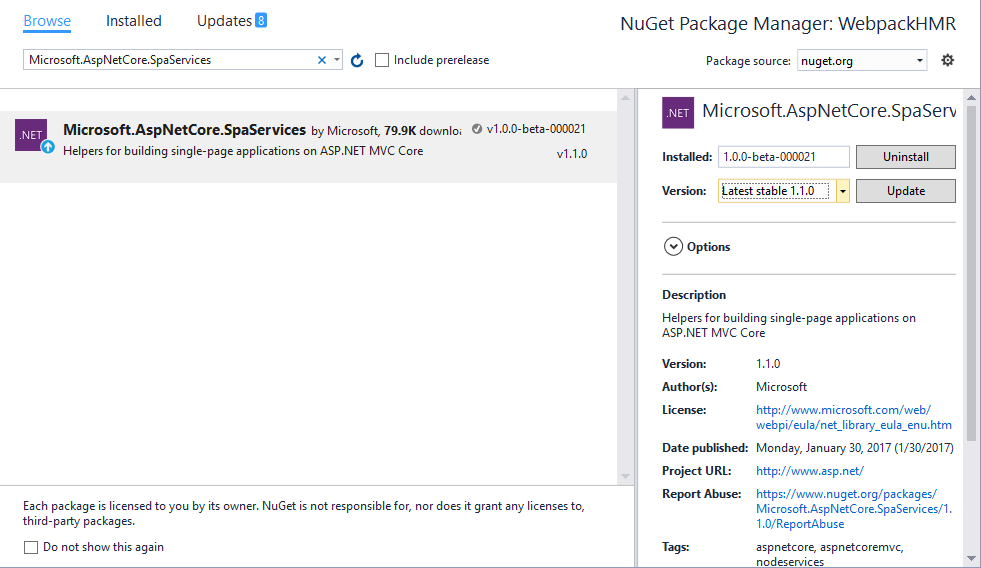 Browse Installed Updates 8
NuGet Package Manager: WebpackHMR
Microsoft.AspNetCore.SpaServices
Include prerelease
Package source: nuget.org
.NET
Microsoft.AspNetCore.SpaServices by Microsoft, 79.9K downloa
v1.0.0-beta-000021
Helpers for building single-page applications on ASP.NET MVC Core
v1.1.0
Each package is licensed to you by its owner. NuGet is not responsible for, nor does it grant any licenses to,
third-party packages.
Do not show this again
.NET
Microsoft.AspNetCore.SpaServ
Installed: 1.0.0-beta-000021 Uninstall
Version: Latest stable 1.1.0 Update
Options
Description
Helpers for building single-page applications on
ASP.NET MVC Core
Version: 1.1.0
Author(s): Microsoft
License: http://www.microsoft.com/web/
webpi/eula/net_library_eula_enu.htm
Date published: Monday, January 30, 2017 (1/30/2017)
Project URL: http://www.asp.net/
Report Abuse: https://www.nuget.org/packages/
Microsoft.AspNetCore.SpaServices/1.
1.0/ReportAbuse
Tags: aspnetcore, aspnetcoremvc,
nodeservices